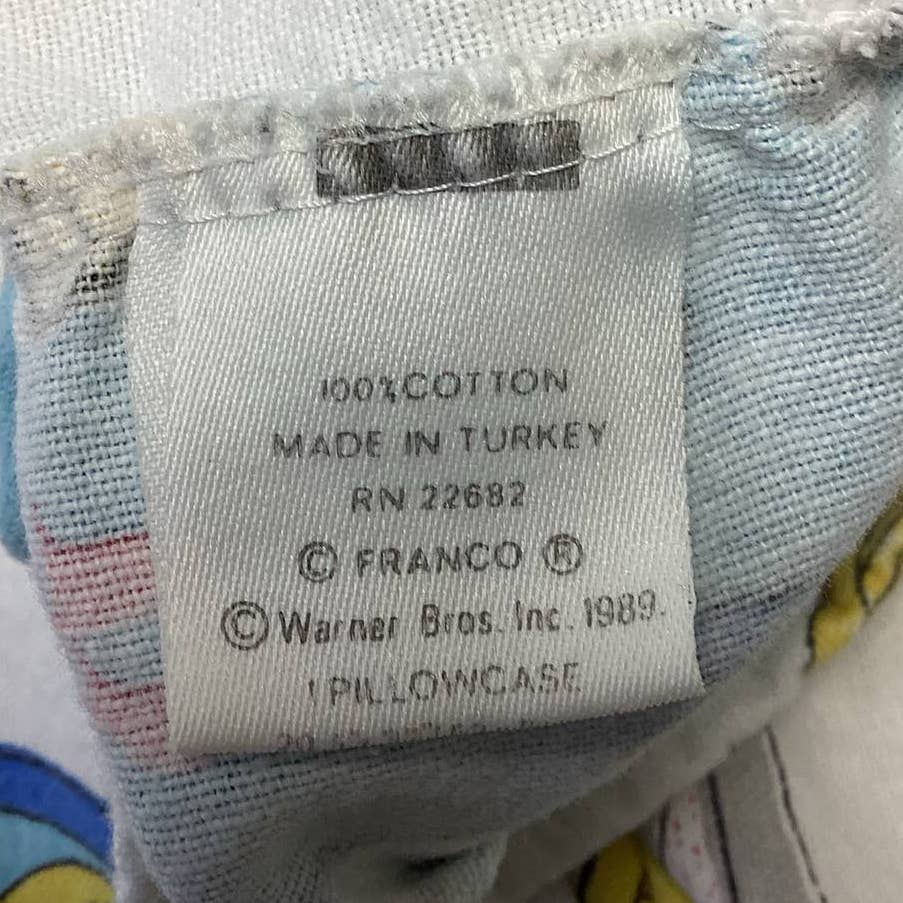 100% COTTON
MADE IN TURKEY
RN 22682
© FRANCO ®
© Warner Bros. Inc. 1989.
1 PILLOWCASE